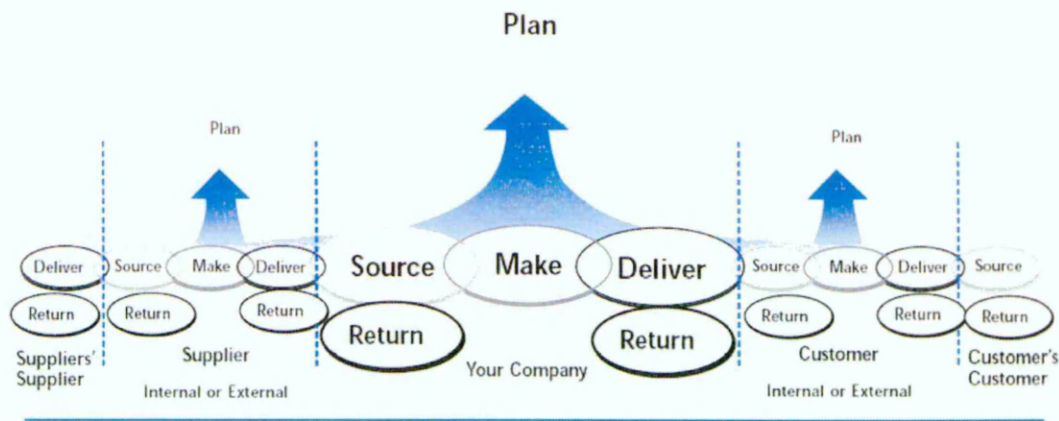 Plan
Plan
Plan
Deliver Source Make Deliver Source Make Deliver Source Make Deliver Source
Return Return Return Return Return Return Return Return
Suppliers'
Supplier
Supplier
Internal or External
Your Company
Customer
Internal or External
Customer's
Customer